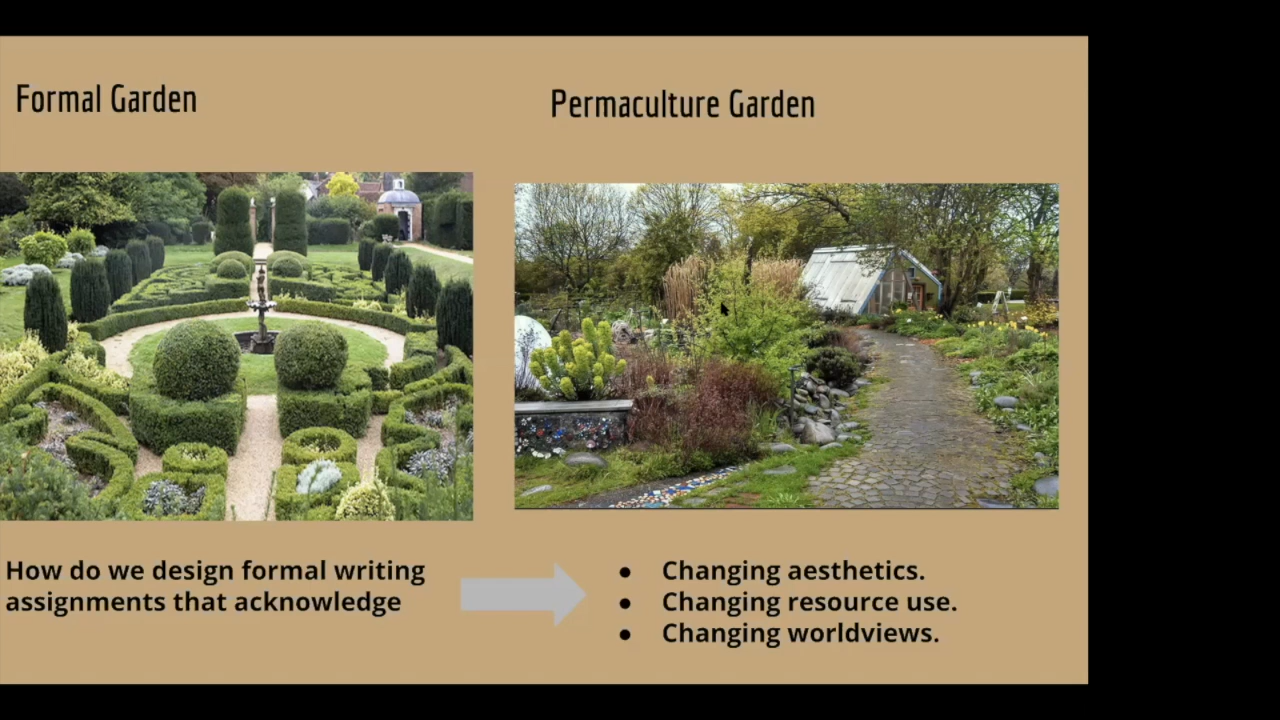 Formal Garden
Permaculture Garden
How do we design formal writing
assignments that acknowledge
● Changing aesthetics.
● Changing resource use.
● Changing worldviews.